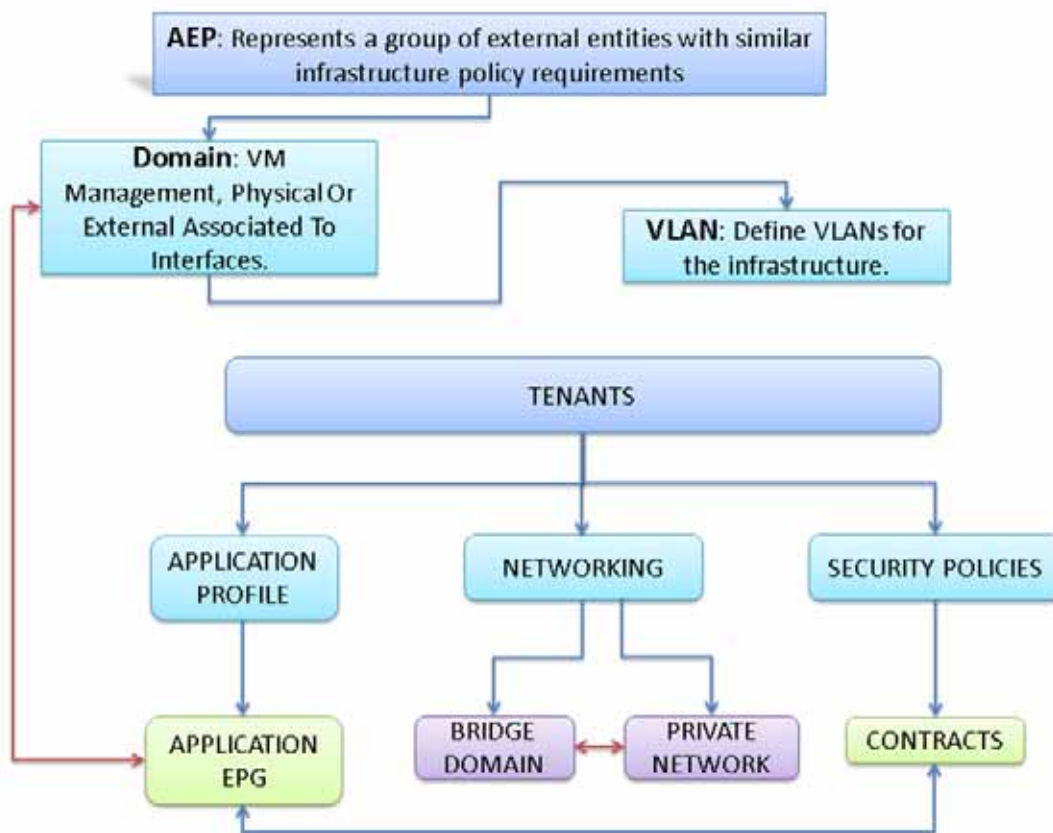 AEP: Represents a group of external entities with similar
infrastructure policy requirements
Domain: VM
Management, Physical Or
External Associated To
Interfaces.
VLAN: Define VLANs for
the infrastructure.
TENANTS
APPLICATION
PROFILE
NETWORKING
SECURITY POLICIES
APPLICATION
EPG
BRIDGE
DOMAIN
PRIVATE
NETWORK
CONTRACTS